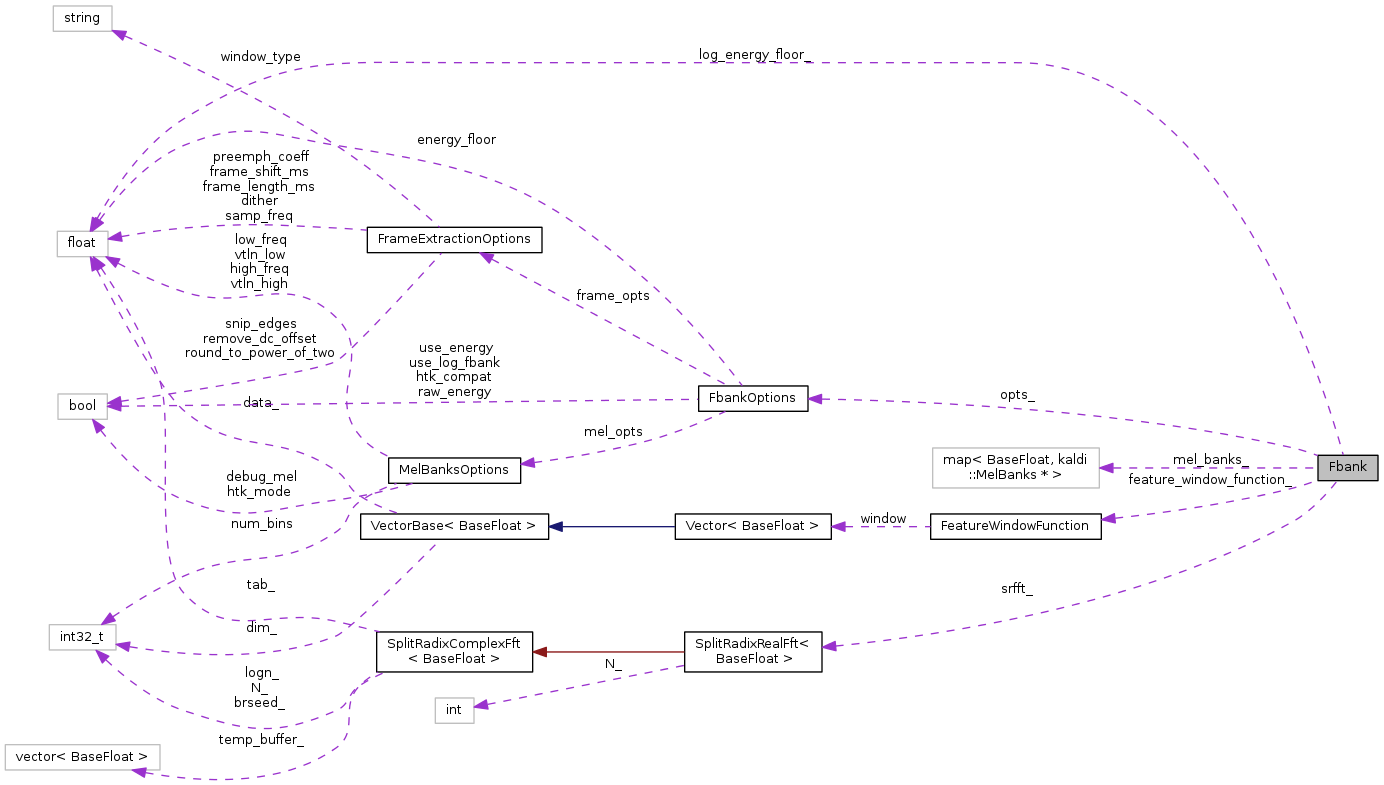 string
window_type
log_energy_floor_
energy_floor
preemph_coeff
frame_shift_ms
frame_length_ms
dither
samp_freq
float
FrameExtractionOptions
low_freq
vtln_low
high_freq
vtln_high
frame_opts
snip_edges
remove_dc_offset
round_to_power_of_two
use_energy
use_log_fbank
htk_compat
raw_energy
bool
data_
FbankOptions
opts_
mel_opts
map< BaseFloat, kaldi
::MelBanks * >
mel_banks_
Fbank
MelBanksOptions
debug_mel
htk_mode
feature_window_function_
num_bins
VectorBase< BaseFloat >
Vector< BaseFloat >
window
FeatureWindowFunction
tab_
srfft_
dim_
int32_t
SplitRadixComplexFft
< BaseFloat >
SplitRadixRealFft<
BaseFloat >
N_
logn_
N_
brseed_
int
temp_buffer_
vector< BaseFloat >